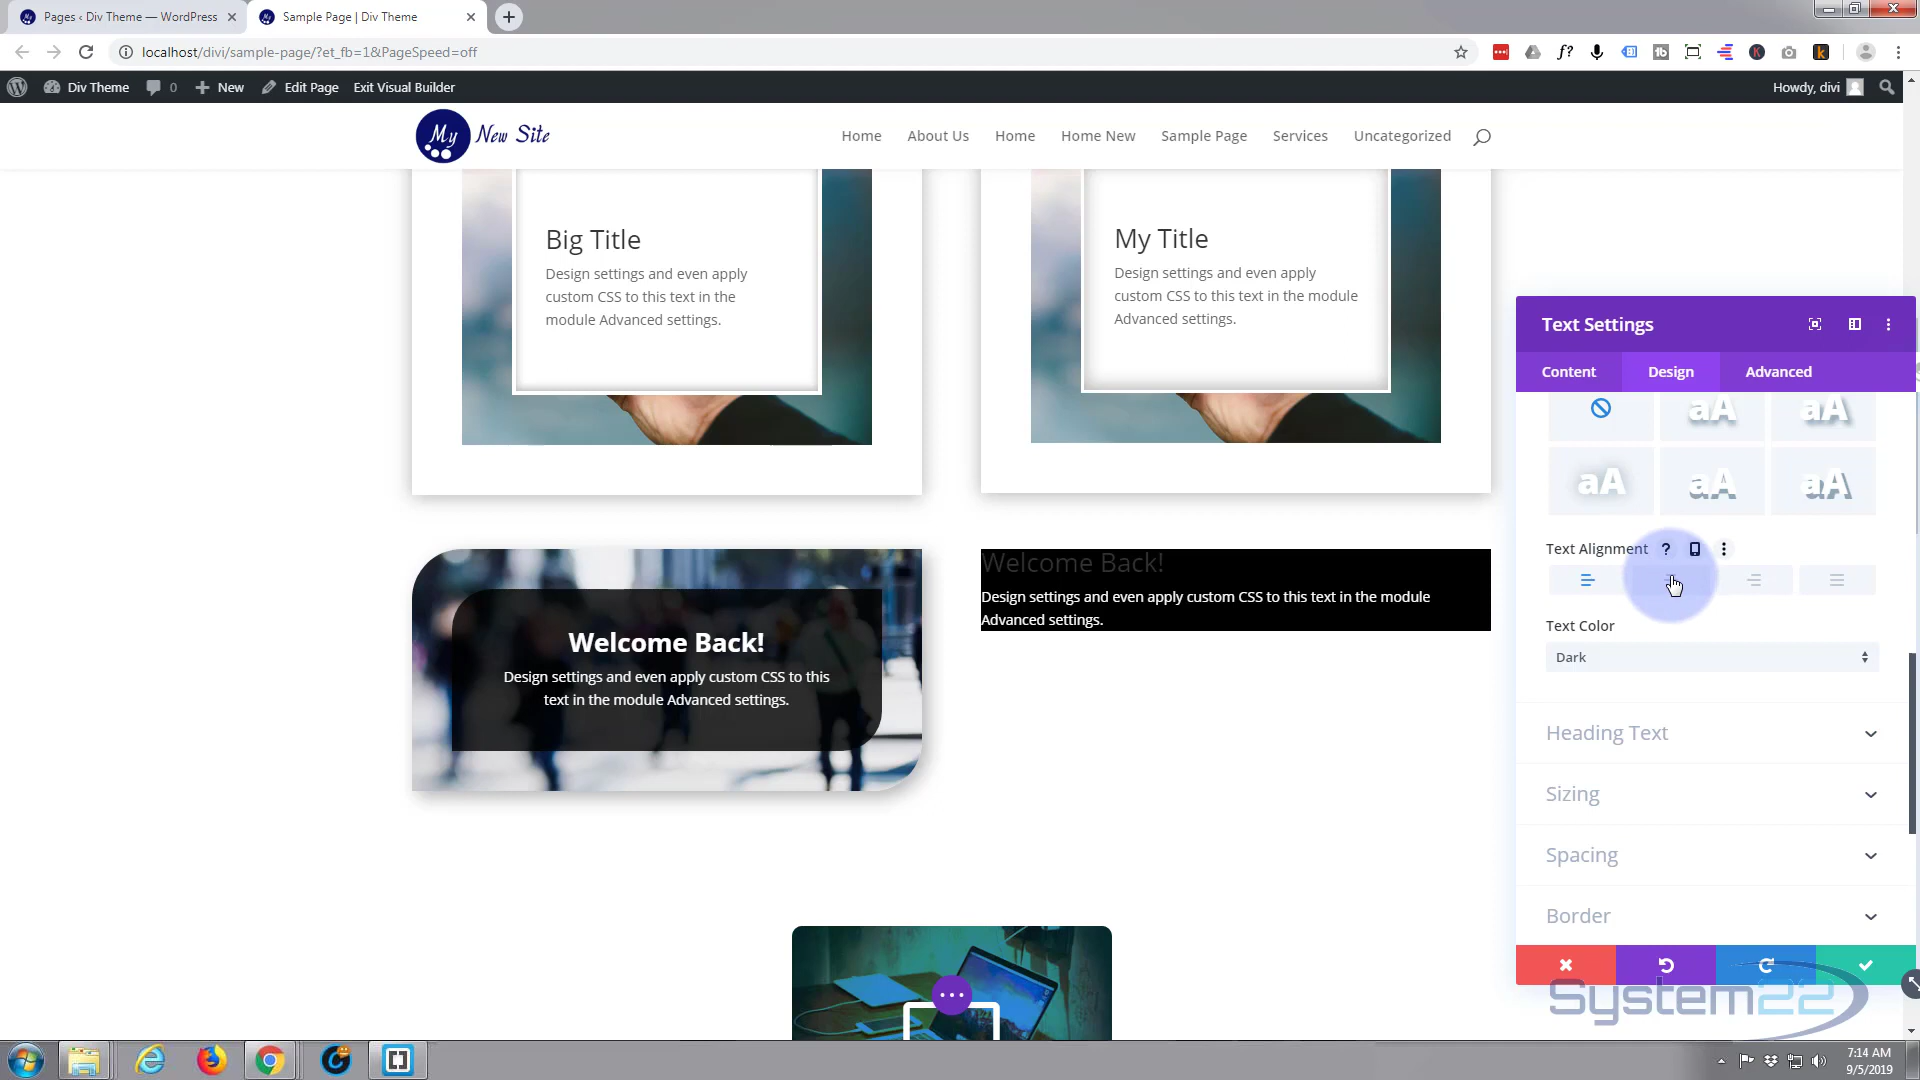 Pages ‹ Div Theme — WordPress
Sample Page | Div Theme
localhost/divi/sample-page/?et_fb=1&PageSpeed=off
Div Theme
0
New
Edit Page
Exit Visual Builder
Howdy, divi
My New Site
Home
About Us
Home
Home New
Sample Page
Services
Uncategorized
Big Title
Design settings and even apply
custom CSS to this text in the
module Advanced settings.
My Title
Design settings and even apply
custom CSS to this text in the module
Advanced settings.
Welcome Back!
Design settings and even apply custom CSS to this
text in the module Advanced settings.
Welcome Back!
Design settings and even apply custom CSS to this text in the module
Advanced settings.
Text Settings
Content
Design
Advanced
aA
aA
aA
aA
aA
Text Alignment
?
Text Color
Dark
Heading Text
Sizing
Spacing
Border
System22
7:14 AM
9/5/2019